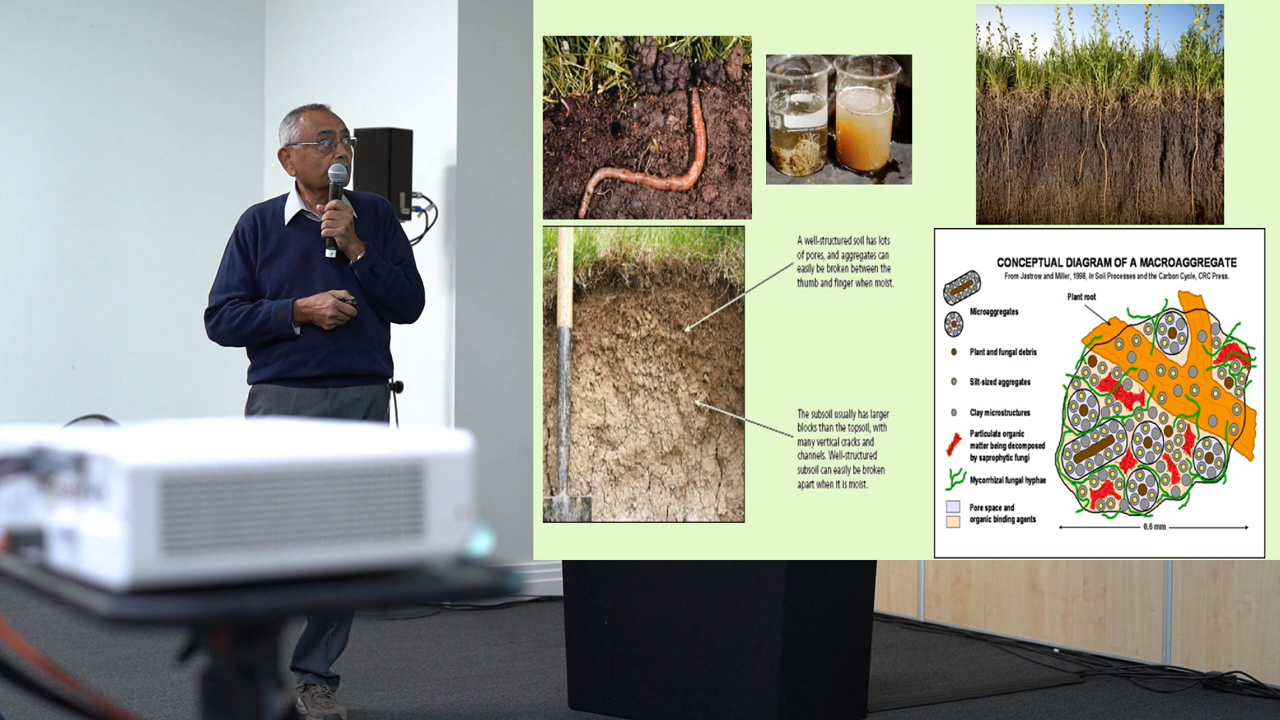 A well-structured soil has lots
of pores, and aggregates can
easily be broken between the
thumb and finger when moist.
The subsoil usually has larger
blocks than the topsoil, with
many vertical cracks and
channels. Well-structured
subsoil can easily be broken
apart when it is moist.
CONCEPTUAL DIAGRAM OF A MACROAGGREGATE
From Jastrow and Miller, 1998, in Soil Processes and the Carbon Cycle, CRC Press.
Plant root
Microaggregates
Plant and fungal debris
Silt-sized aggregates
Clay microstructures
Particulate organic
matter being decomposed
by saprophytic fungi
Mycorrhizal fungal hyphae
Pore space and
organic binding agents
0.6 mm